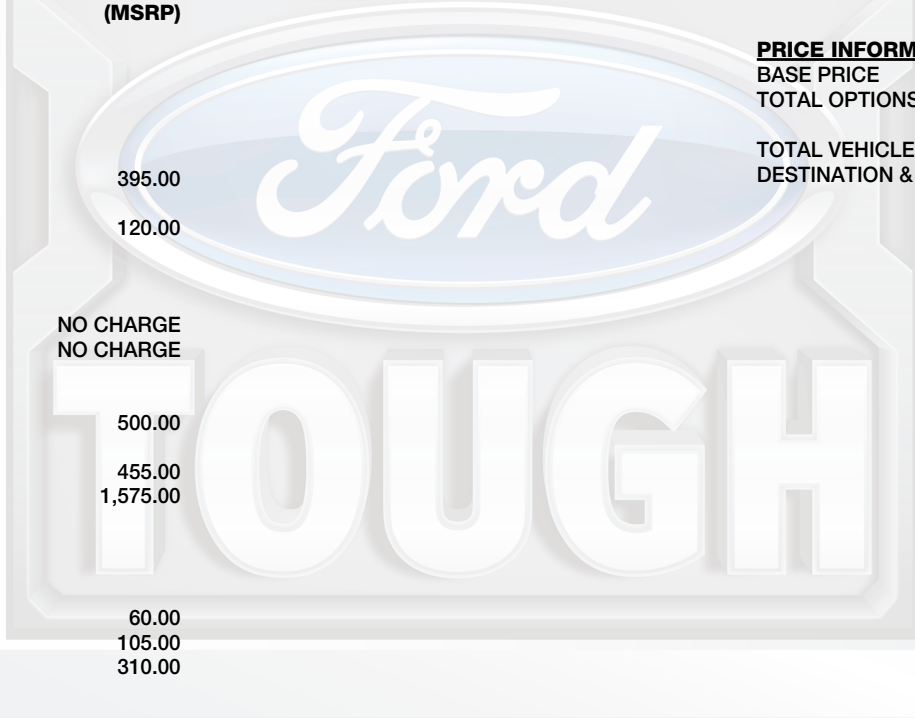 (MSRP)
395.00
120.00
NO CHARGE
NO CHARGE
500.00
455.00
1,575.00
60.00
105.00
310.00
PRICE INFORM
BASE PRICE
TOTAL OPTIONS
TOTAL VEHICLE
DESTINATION &
Ford
TOUGH